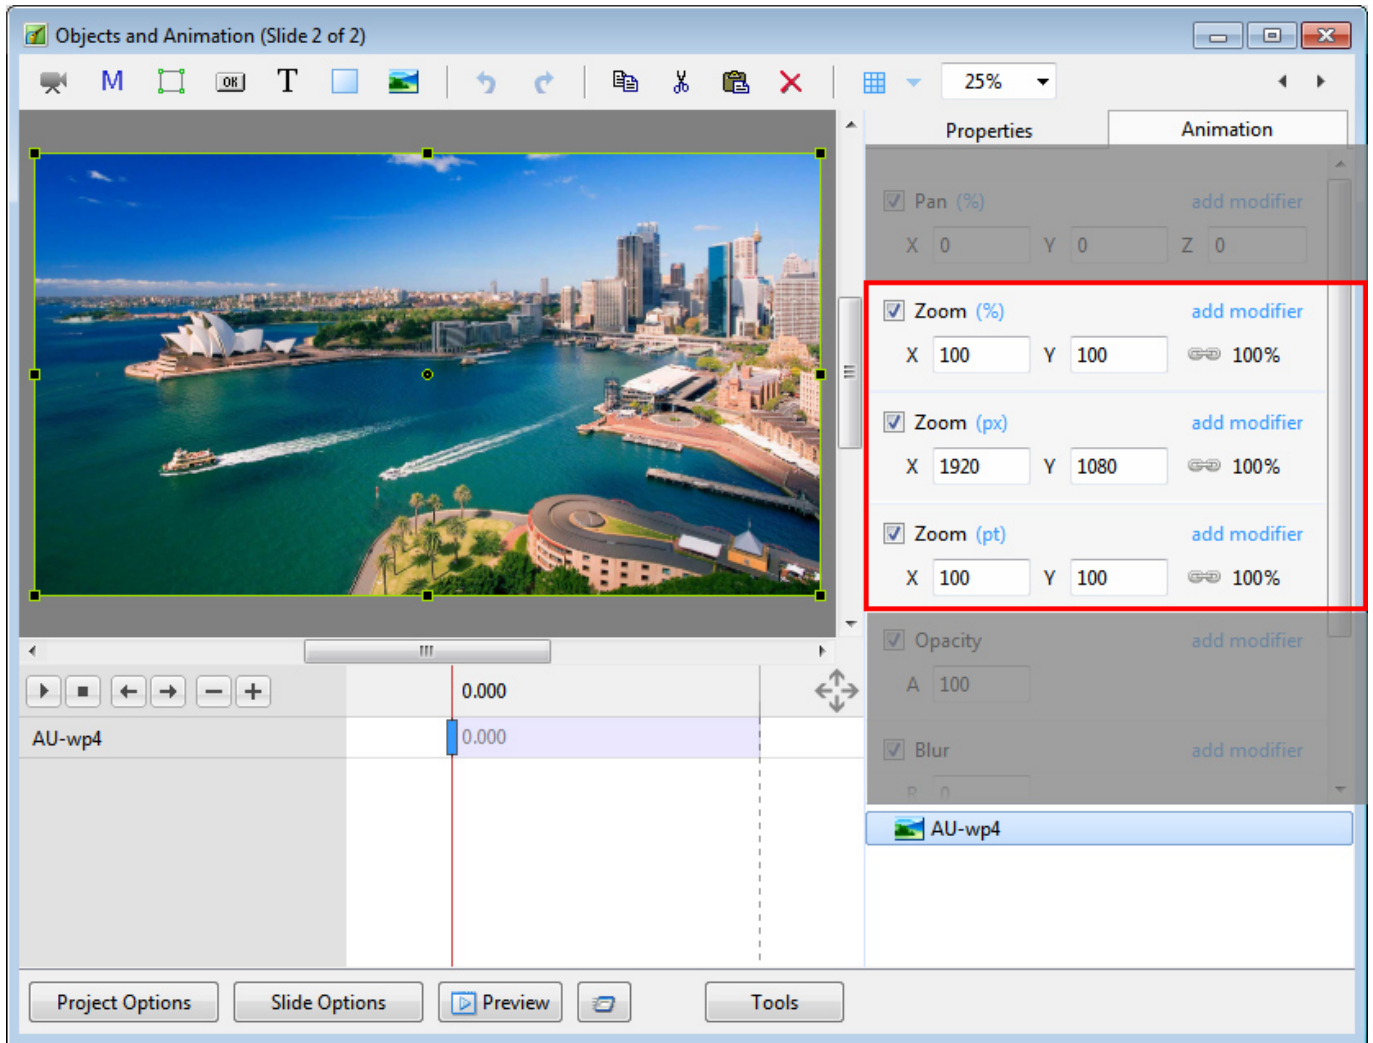 Objects and Animation (Slide 2 of 2)
M OK T 25%
Properties Animation
Pan (%) add modifier
X 0 Y 0 Z 0
Zoom (%) add modifier
X 100 Y 100 100%
Zoom (px) add modifier
X 1920 Y 1080 100%
Zoom (pt) add modifier
X 100 Y 100 100%
Opacity add modifier
A 100
Blur add modifier
R 0
0.000
AU-wp4 0.000
AU-wp4
Project Options Slide Options Preview Tools